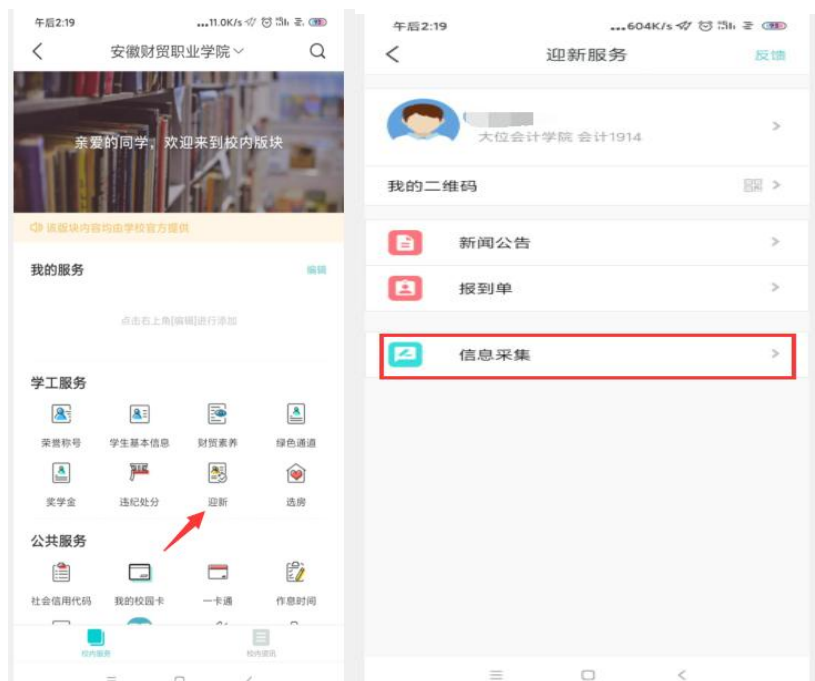 午后2:19
...11.0K/s
安徽财贸职业学院
亲爱的同学，欢迎来到校内版块
该版块内容均由学校官方提供
我的服务
编辑
点击右上角[编辑]进行添加
学工服务
荣誉称号 学生基本信息 财贸素养 绿色通道
奖学金 违纪处分 迎新 选房
公共服务
社会信用代码 我的校园卡 一卡通 作息时间
校内服务 校内资讯
午后2:19
...604K/s
迎新服务
反馈
大位会计学院 会计1914
我的二维码
新闻公告
报到单
信息采集